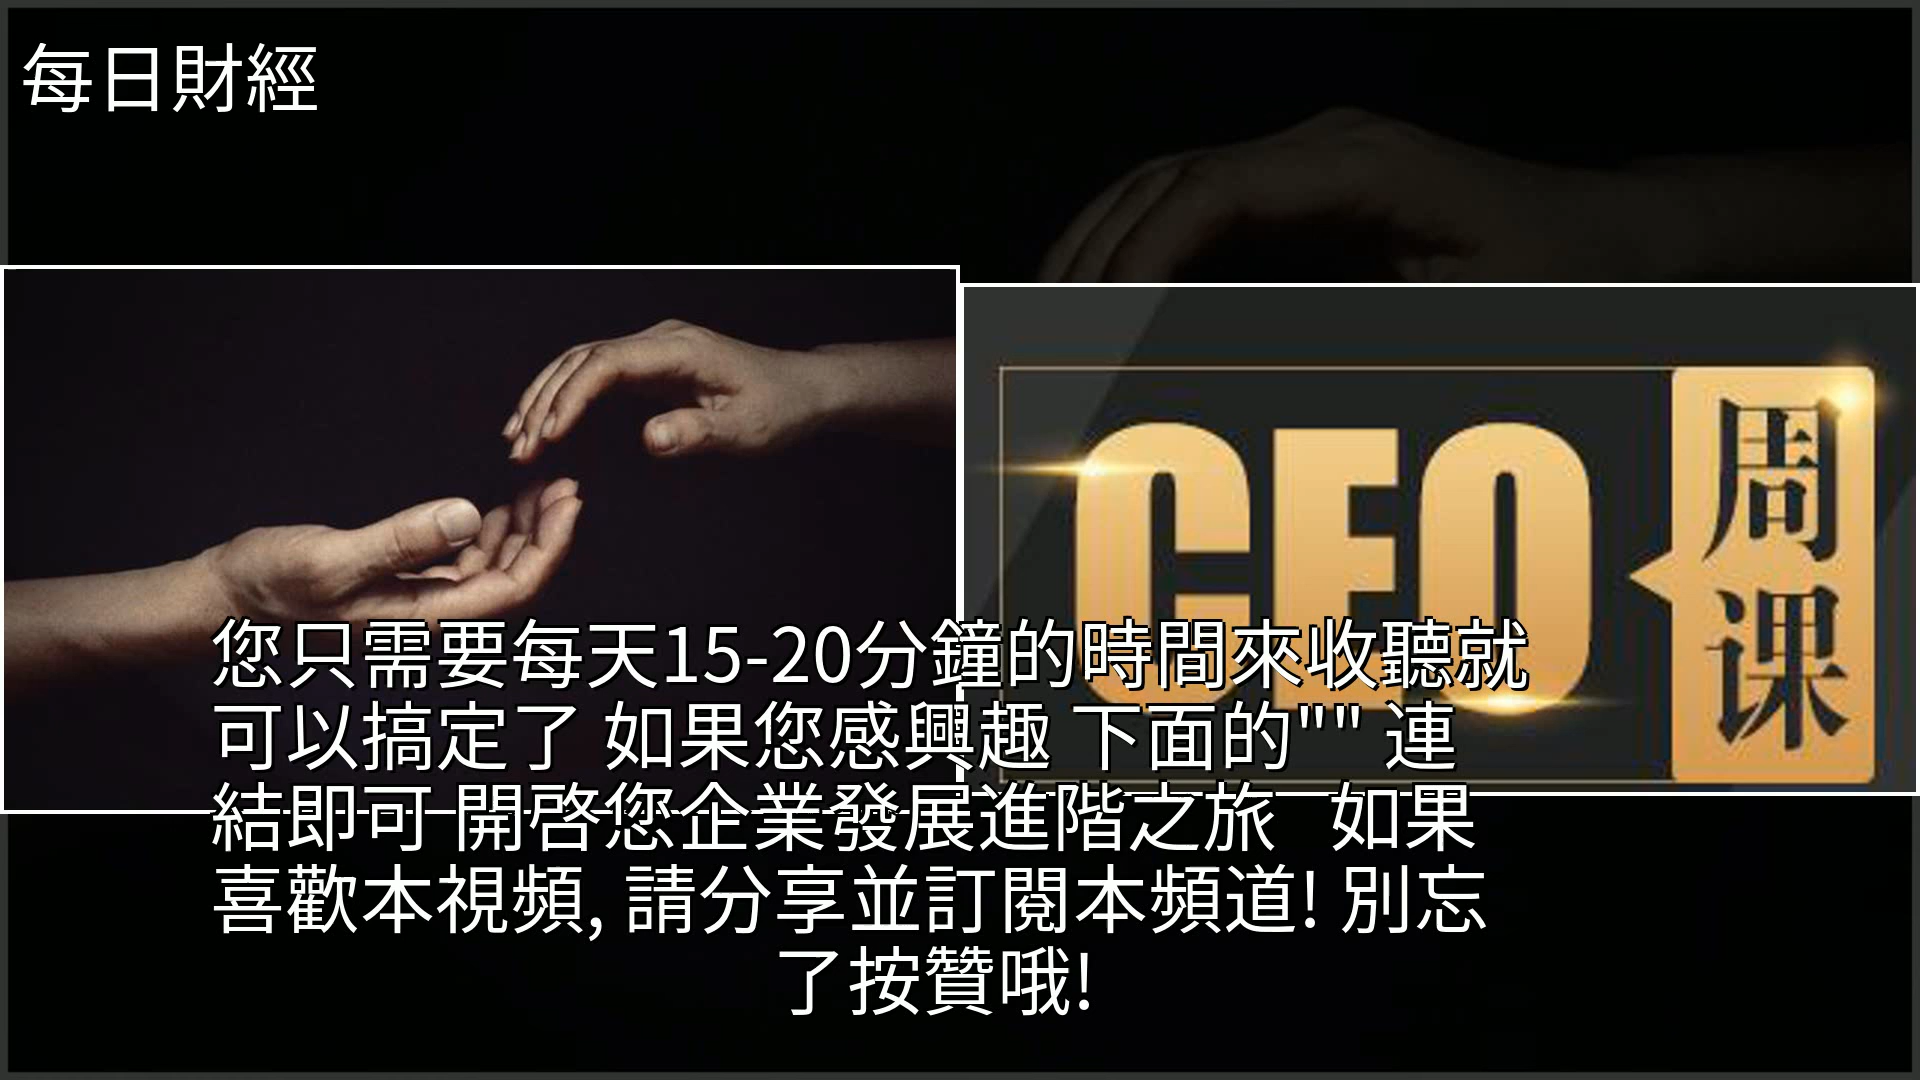 每日財經
CEO
周课
您只需要每天15-20分鐘的時間來收聽就
可以搞定了 如果您感興趣 下面的"" 連
結即可 開啓您企業發展進階之旅 如果
喜歡本視頻, 請分享並訂閱本頻道! 別忘
了按贊哦!